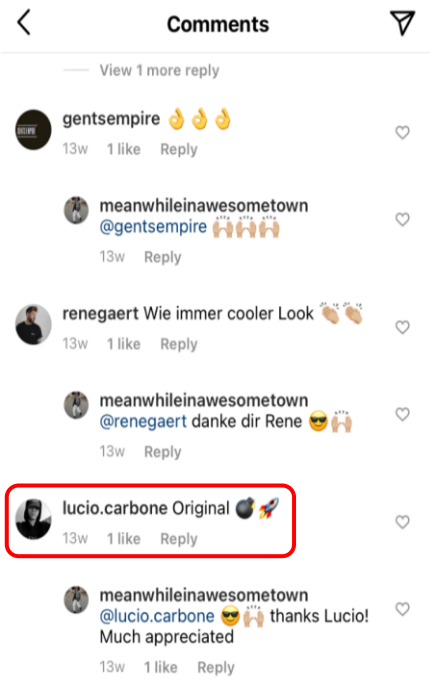 Comments
View 1 more reply
gentsempire 👌👌👌
13w 1 like Reply
meanwhileinawesometown
@gentsempire 🙌🏼🙌🏼🙌🏼
13w Reply
renegaert Wie immer cooler Look 👏🏼👏🏼
13w 1 like Reply
meanwhileinawesometown
@renegaert danke dir Rene 😎🙌🏼
13w Reply
lucio.carbone Original 💣🚀
13w 1 like Reply
meanwhileinawesometown
@lucio.carbone 😎🙌🏼 thanks Lucio!
Much appreciated
13w 1 like Reply